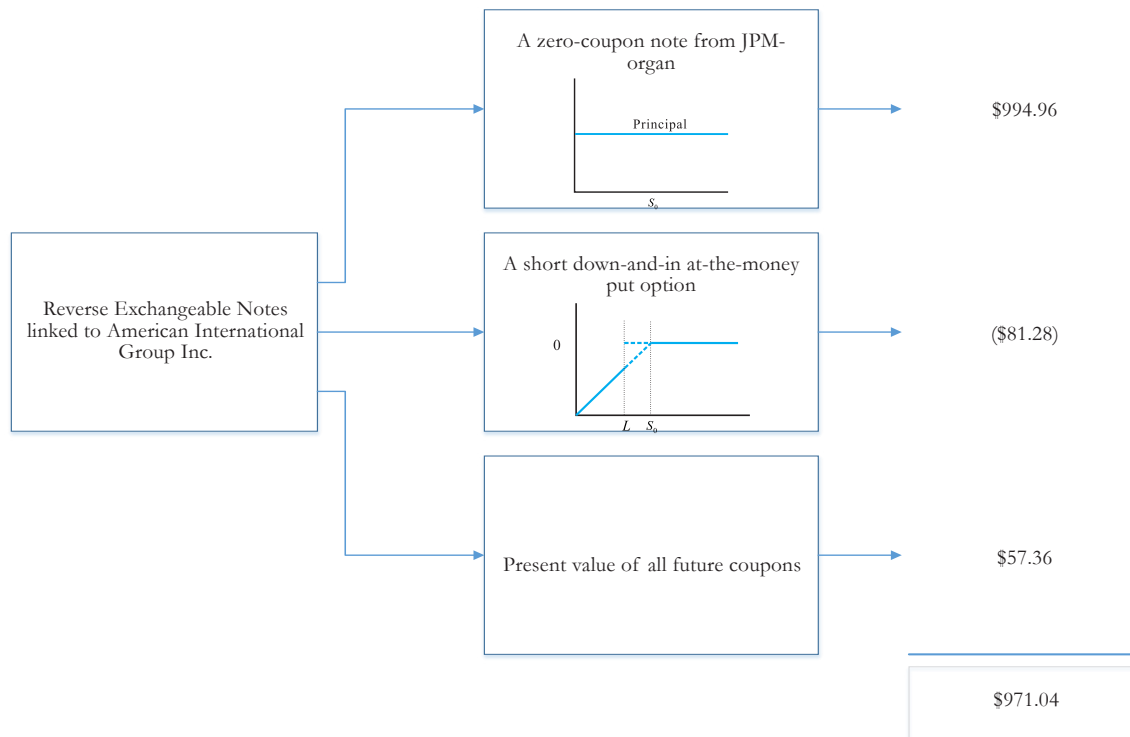 A zero-coupon note from JPM-
organ
Principal
S₀
$994.96
Reverse Exchangeable Notes
linked to American International
Group Inc.
A short down-and-in at-the-money
put option
0
L S₀
($81.28)
Present value of all future coupons
$57.36
$971.04